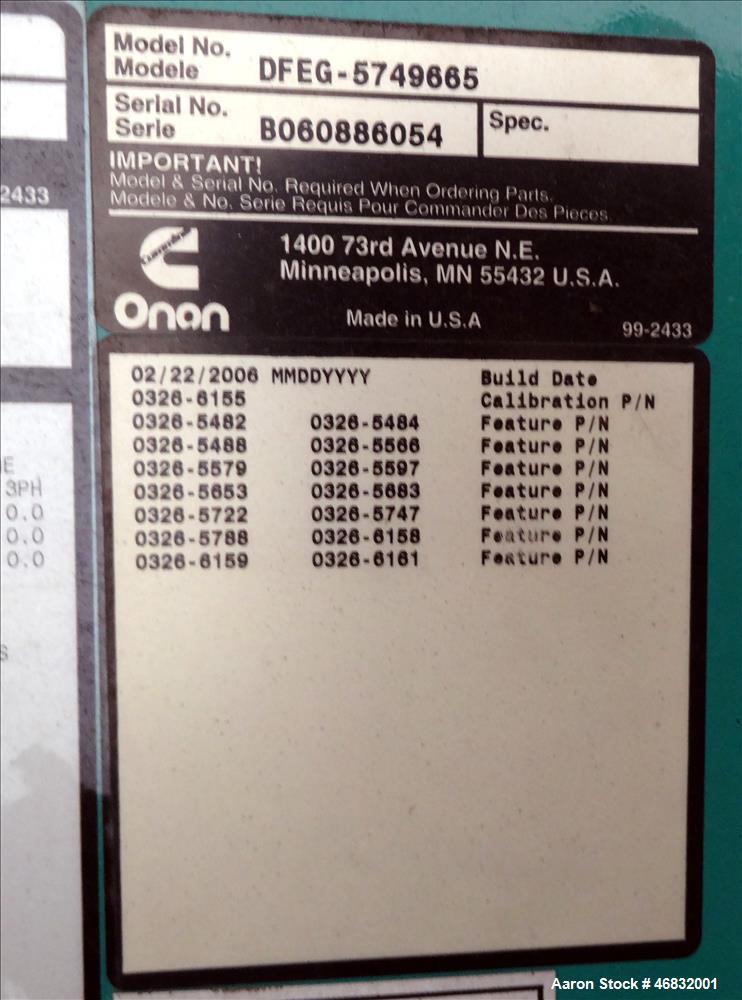 Model No.
Modele DFEG-5749665
Serial No.
Serie B060886054
Spec.
IMPORTANT!
Model & Serial No. Required When Ordering Parts.
Modele & No. Serie Requis Pour Commander Des Pieces.
Onan
1400 73rd Avenue N.E.
Minneapolis, MN 55432 U.S.A.
Made in U.S.A
99-2433
02/22/2006 MMDDYYYY Build Date
0326-6155 Calibration P/N
0326-5482 0326-5484 Feature P/N
0326-5488 0326-5566 Feature P/N
0326-5579 0326-5597 Feature P/N
0326-5653 0326-5683 Feature P/N
0326-5722 0326-5747 Feature P/N
0326-5788 0326-6158 Feature P/N
0326-6159 0326-6161 Feature P/N
2433
E
3PH
0.0
0.0
0.0
S
Aaron Stock # 46832001